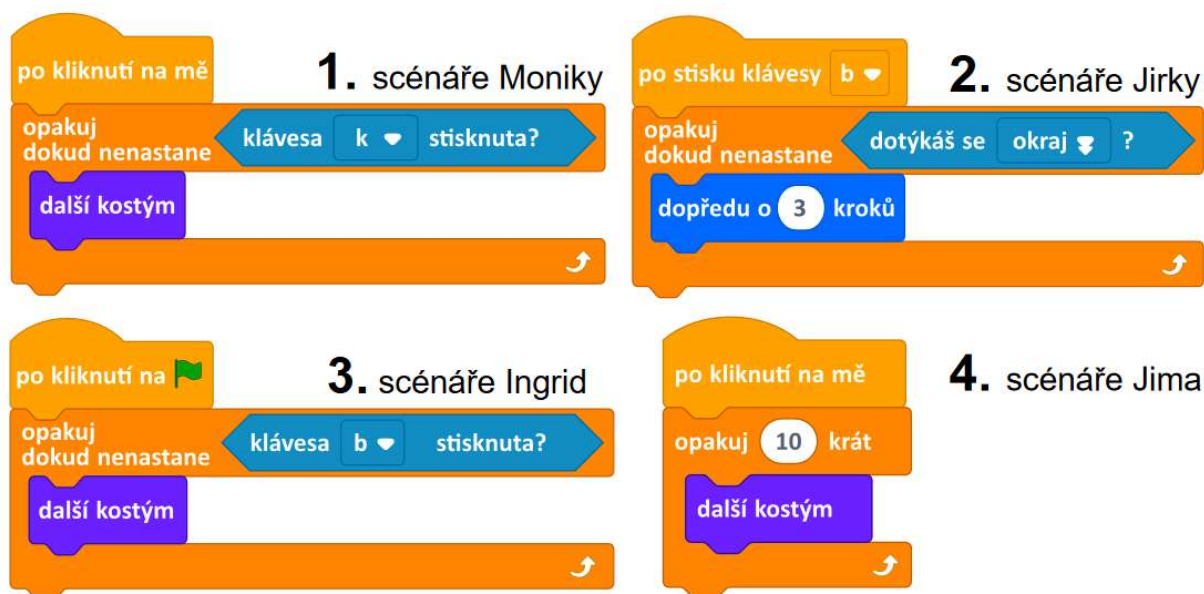 po kliknutí na mě
1. scénáře Moniky
opakuj
dokud nenastane
klávesa k stisknuta?
další kostým
po stisku klávesy b
2. scénáře Jirky
opakuj
dokud nenastane
dotýkáš se okraj ?
dopředu o 3 kroků
po kliknutí na
3. scénáře Ingrid
opakuj
dokud nenastane
klávesa b stisknuta?
další kostým
po kliknutí na mě
4. scénáře Jima
opakuj 10 krát
další kostým